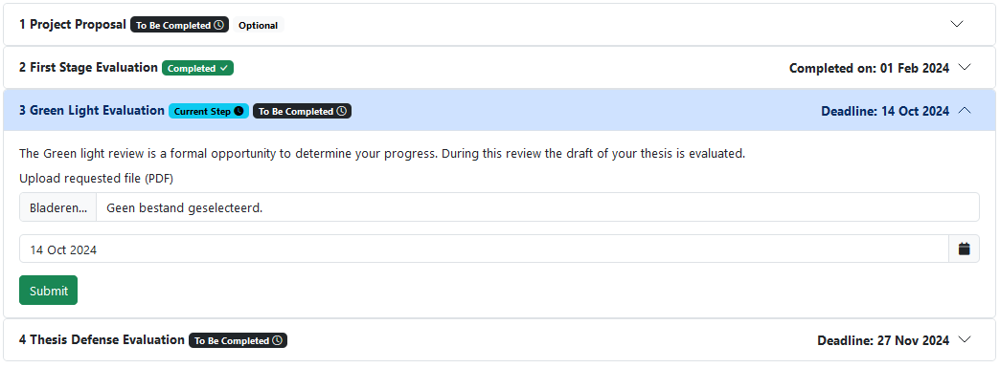 1 Project Proposal To Be Completed Optional
2 First Stage Evaluation Completed Completed on: 01 Feb 2024
3 Green Light Evaluation Current Step To Be Completed Deadline: 14 Oct 2024
The Green light review is a formal opportunity to determine your progress. During this review the draft of your thesis is evaluated.
Upload requested file (PDF)
Bladeren... Geen bestand geselecteerd.
14 Oct 2024
Submit
4 Thesis Defense Evaluation To Be Completed Deadline: 27 Nov 2024